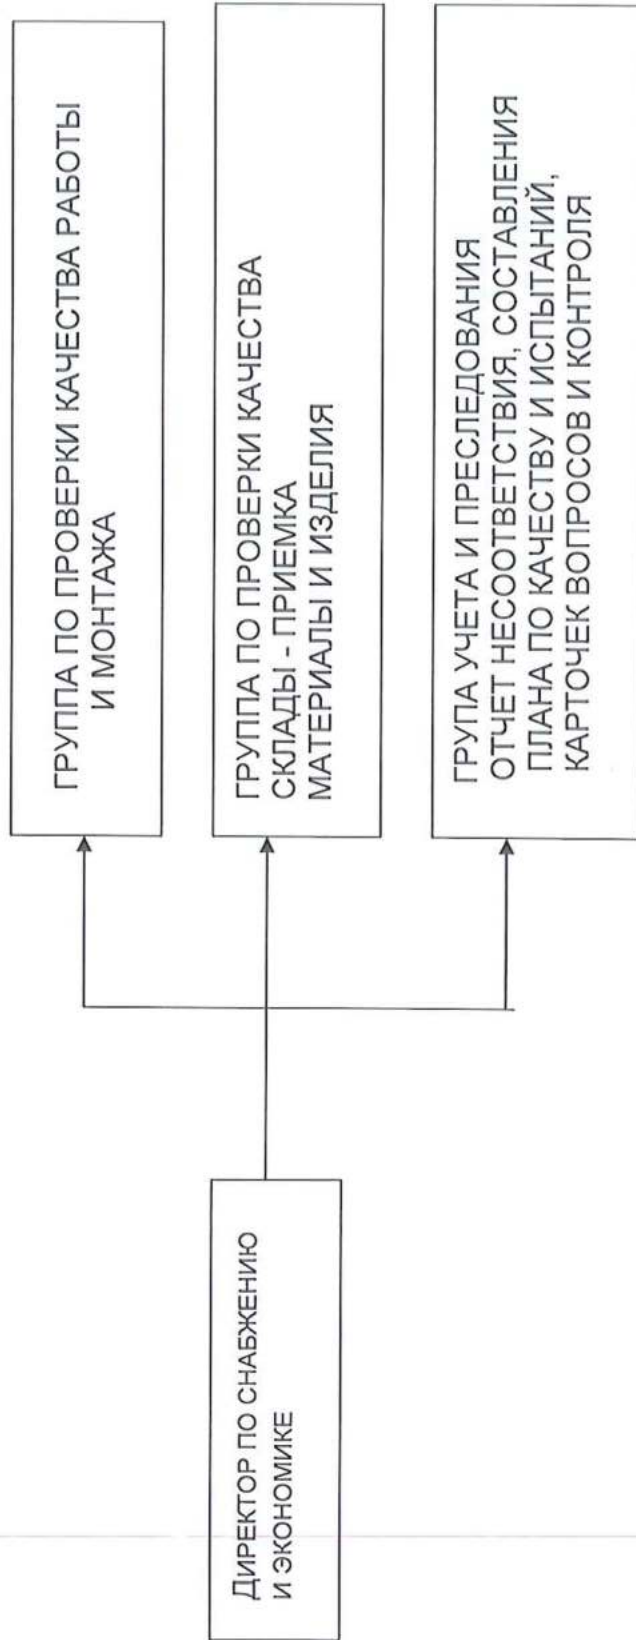 ДИРЕКТОР ПО СНАБЖЕНИЮ
И ЭКОНОМИКЕ
ГРУППА ПО ПРОВЕРКИ КАЧЕСТВА РАБОТЫ
И МОНТАЖА
ГРУППА ПО ПРОВЕРКИ КАЧЕСТВА
СКЛАДЫ - ПРИЕМКА
МАТЕРИАЛЫ И ИЗДЕЛИЯ
ГРУПА УЧЕТА И ПРЕСЛЕДОВАНИЯ
ОТЧЕТ НЕСООТВЕТСТВИЯ, СОСТАВЛЕНИЯ
ПЛАНА ПО КАЧЕСТВУ И ИСПЫТАНИЙ,
КАРТОЧЕК ВОПРОСОВ И КОНТРОЛЯ